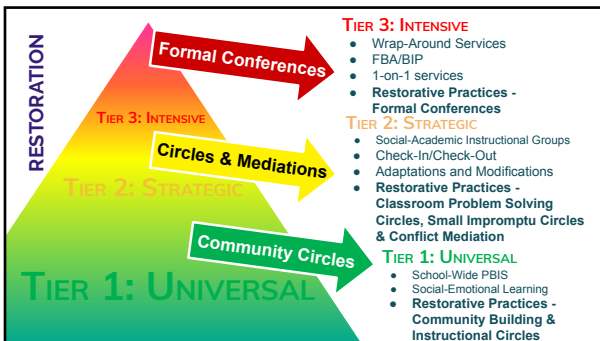 RESTORATION
Formal Conferences
TIER 3: INTENSIVE
Circles & Mediations
TIER 2: STRATEGIC
Community Circles
TIER 1: UNIVERSAL
TIER 3: INTENSIVE
● Wrap-Around Services
● FBA/BIP
● 1-on-1 services
● Restorative Practices -
Formal Conferences
TIER 2: STRATEGIC
● Social-Academic Instructional Groups
● Check-In/Check-Out
● Adaptations and Modifications
● Restorative Practices -
Classroom Problem Solving
Circles, Small Impromptu Circles
& Conflict Mediation
TIER 1: UNIVERSAL
● School-Wide PBIS
● Social-Emotional Learning
● Restorative Practices -
Community Building &
Instructional Circles